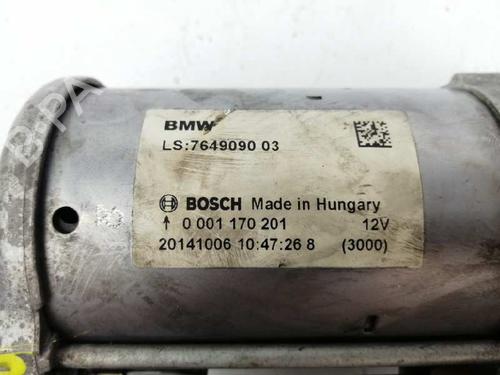 BMW
LS:7649090 03
BOSCH Made in Hungary
↑ 0 001 170 201 12V
20141006 10:47:26 8 (3000)